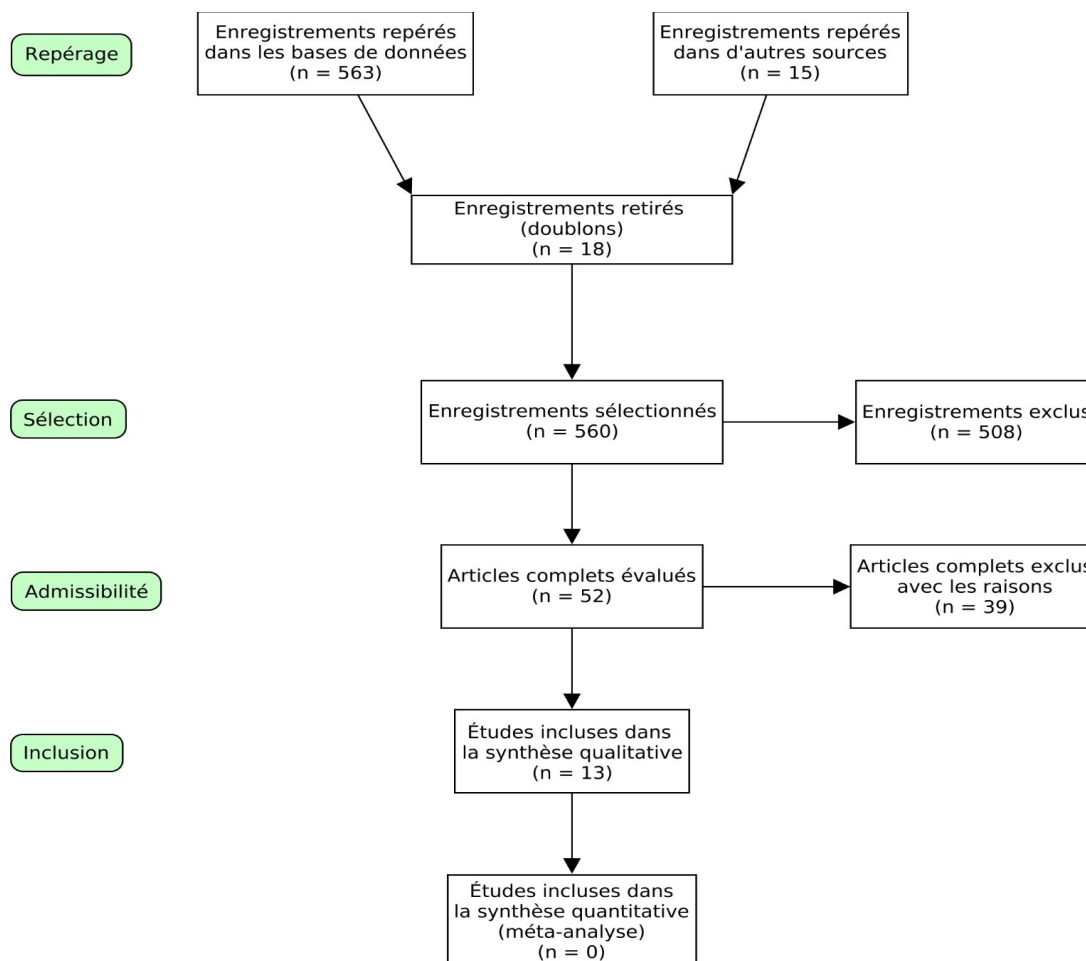 Repérage
Enregistrements repérés
dans les bases de données
(n = 563)
Enregistrements repérés
dans d'autres sources
(n = 15)
Enregistrements retirés
(doublons)
(n = 18)
Sélection
Enregistrements sélectionnés
(n = 560)
Enregistrements exclus
(n = 508)
Admissibilité
Articles complets évalués
(n = 52)
Articles complets exclus
avec les raisons
(n = 39)
Inclusion
Études incluses dans
la synthèse qualitative
(n = 13)
Études incluses dans
la synthèse quantitative
(méta-analyse)
(n = 0)